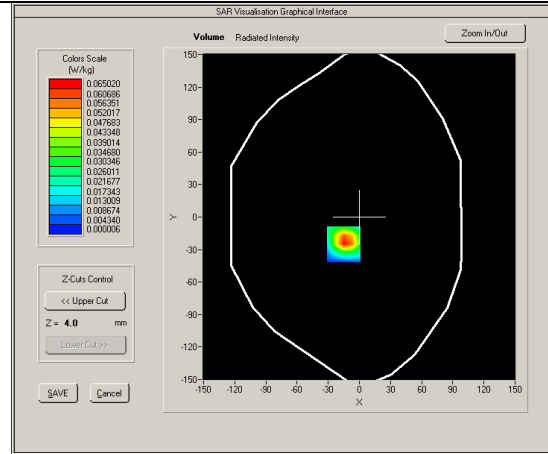 SAR Visualisation Graphical Interface
Volume Radiated Intensity
Zoom In/Out
Colors Scale
(W/kg)
0.065020
0.060686
0.056351
0.052017
0.047683
0.043348
0.039014
0.034680
0.030346
0.026011
0.021677
0.017343
0.013009
0.008674
0.004340
0.000006
Z-Cuts Control
<< Upper Cut
Z = 4.0 mm
Lower Cut >>
SAVE Cancel
150-
120-
90-
60-
30-
0-
-30-
-60-
-90-
-120-
-150-
Y
-150 -120 -90 -60 -30 0 30 60 90 120 150
X